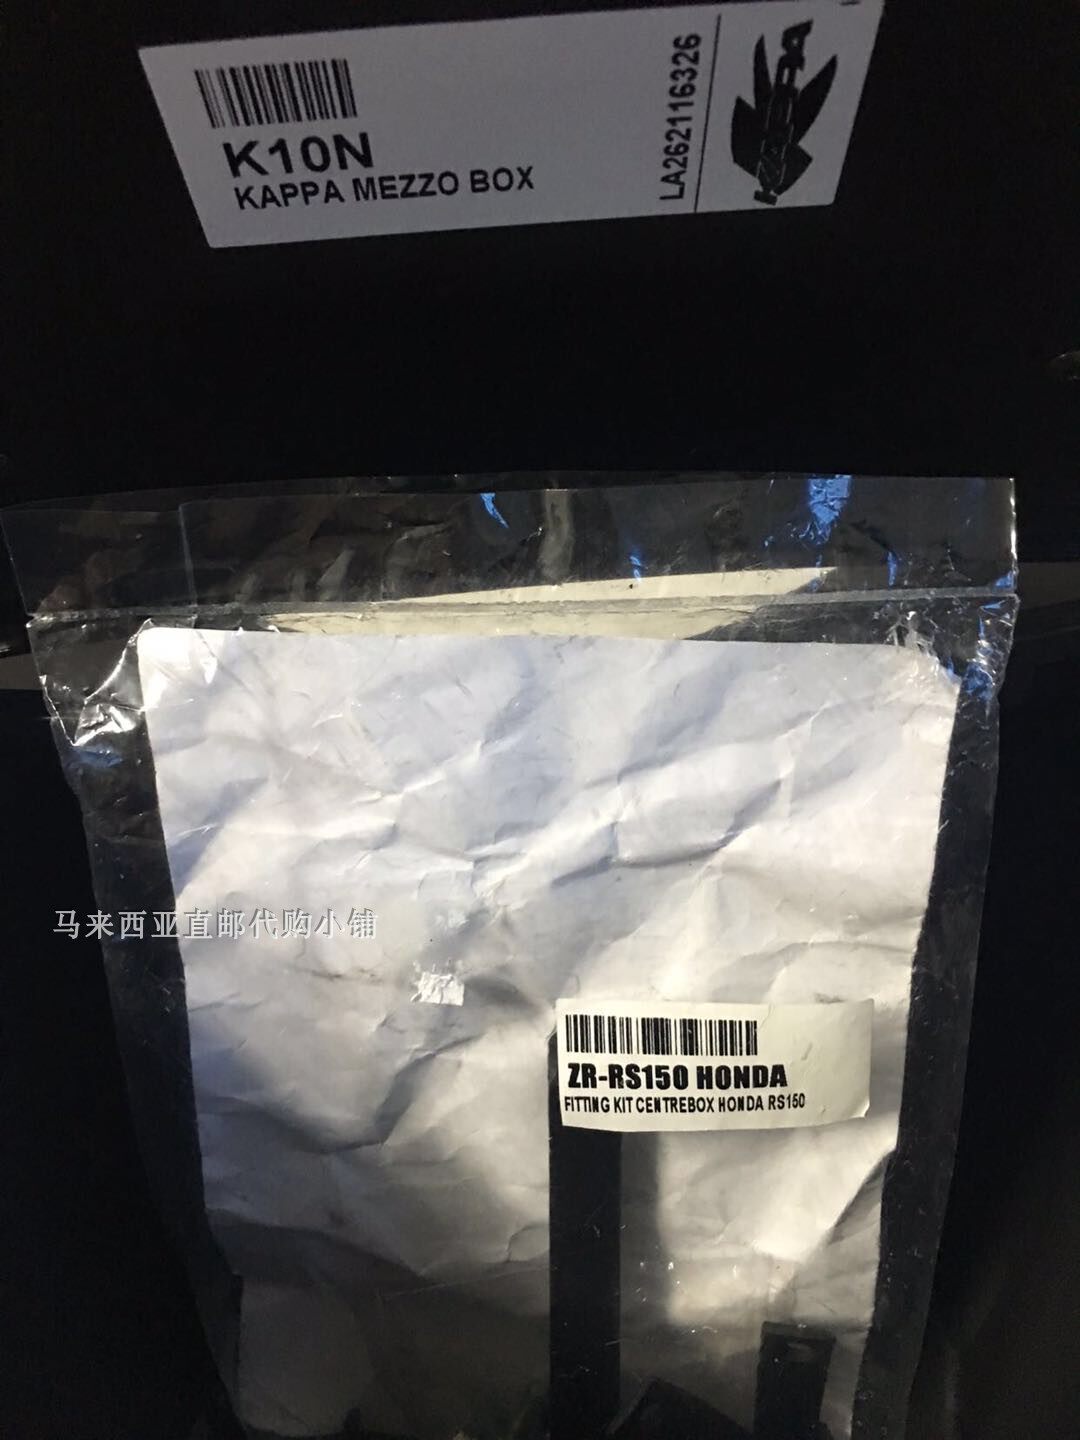 K10N
KAPPA MEZZO BOX
LA262116326
马来西亚直邮代购小铺
ZR-RS150 HONDA
FITTING KIT CENTREBOX HONDA RS150